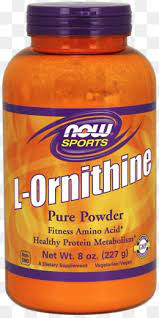 NOW
SPORTS
L-Ornithine
Pure Powder
Fitness Amino Acid*
Healthy Protein Metabolism*
Net Wt. 8 oz. (227 g)
A Dietary Supplement Vegetarian/Vegan